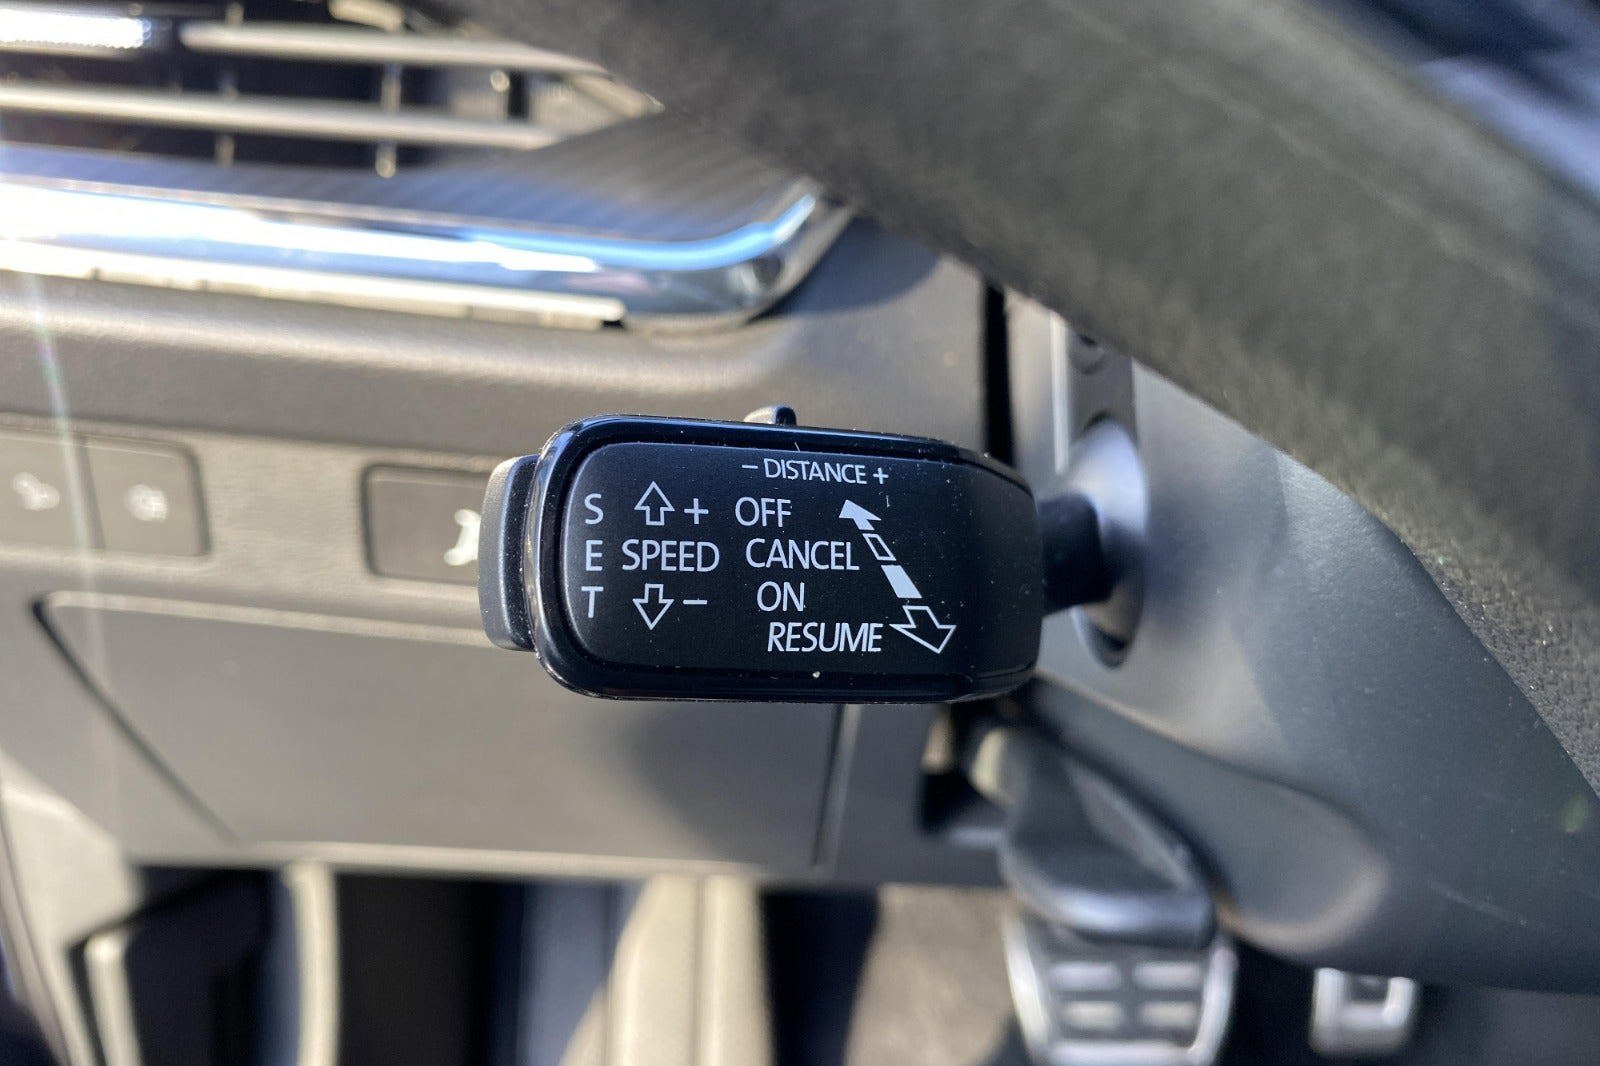 – DISTANCE +
S + OFF
E SPEED CANCEL
T – ON
RESUME